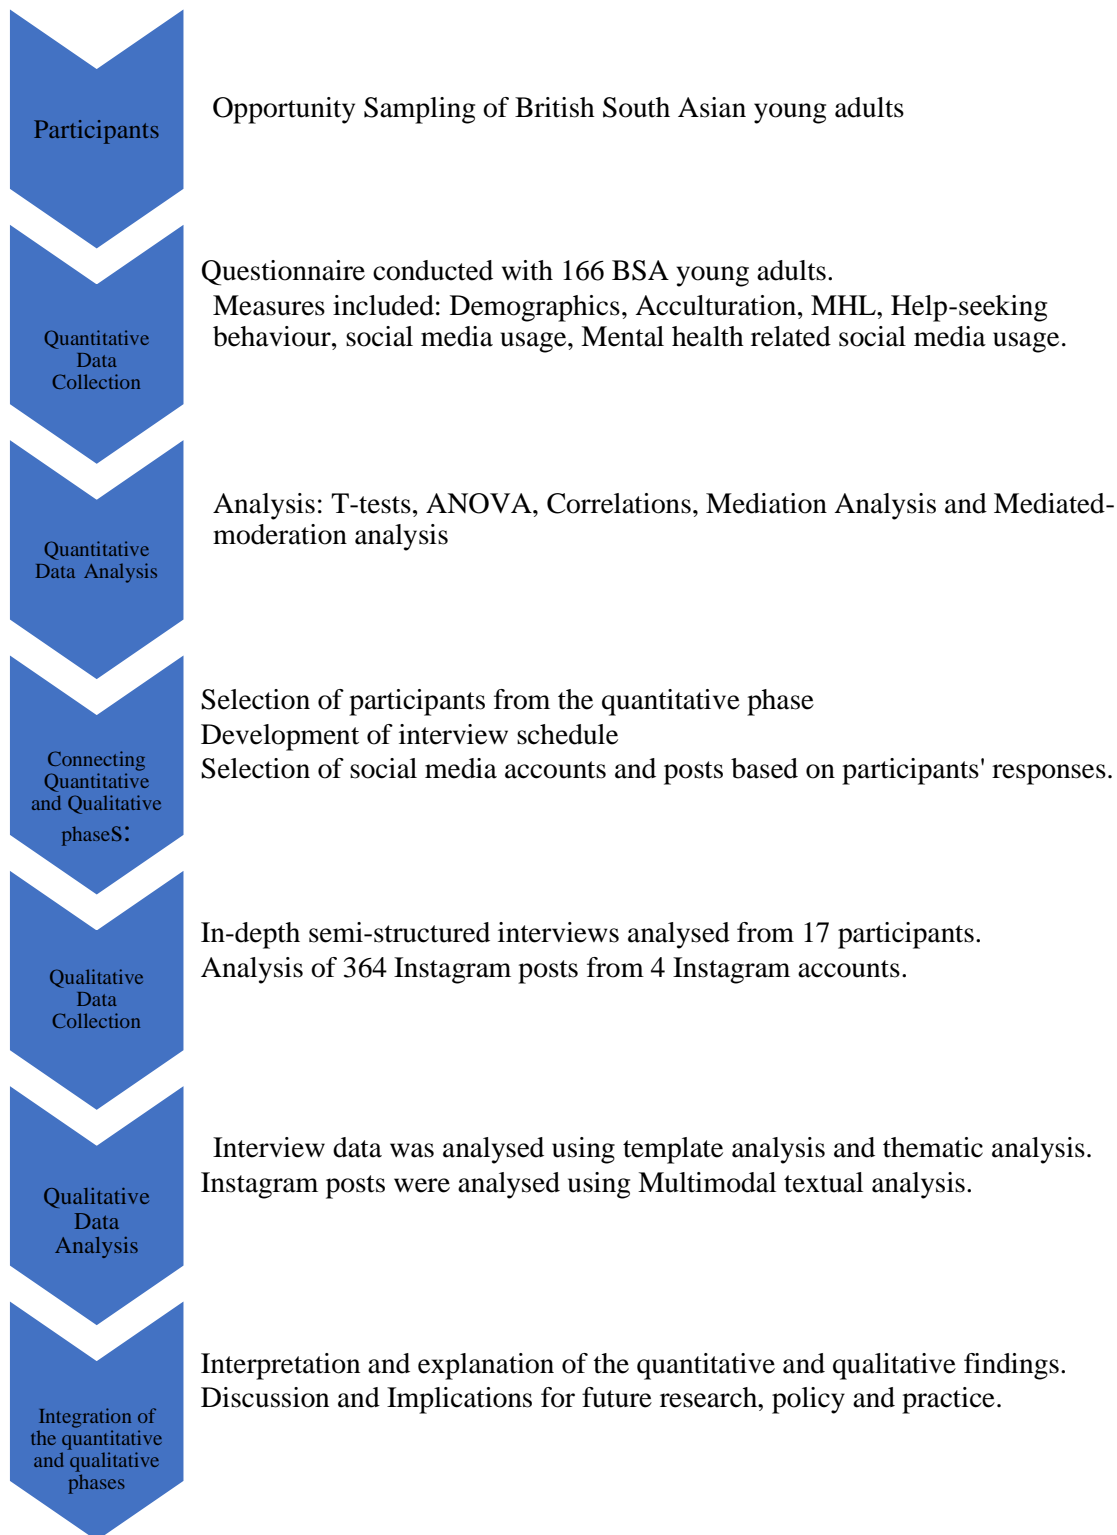 Participants
Opportunity Sampling of British South Asian young adults
Quantitative
Data
Collection
Questionnaire conducted with 166 BSA young adults.
Measures included: Demographics, Acculturation, MHL, Help-seeking
behaviour, social media usage, Mental health related social media usage.
Quantitative
Data Analysis
Analysis: T-tests, ANOVA, Correlations, Mediation Analysis and Mediated-
moderation analysis
Connecting
Quantitative
and Qualitative
phases:
Selection of participants from the quantitative phase
Development of interview schedule
Selection of social media accounts and posts based on participants' responses.
Qualitative
Data
Collection
In-depth semi-structured interviews analysed from 17 participants.
Analysis of 364 Instagram posts from 4 Instagram accounts.
Qualitative
Data
Analysis
Interview data was analysed using template analysis and thematic analysis.
Instagram posts were analysed using Multimodal textual analysis.
Integration of
the quantitative
and qualitative
phases
Interpretation and explanation of the quantitative and qualitative findings.
Discussion and Implications for future research, policy and practice.